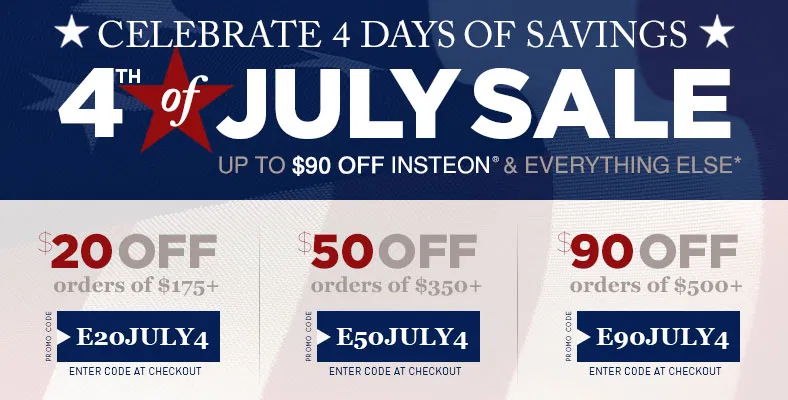 ★ CELEBRATE 4 DAYS OF SAVINGS ★
4TH of JULY SALE
UP TO $90 OFF INSTEON® & EVERYTHING ELSE*
$20 OFF
orders of $175+
PROMO CODE
E20JULY4
ENTER CODE AT CHECKOUT
$50 OFF
orders of $350+
PROMO CODE
E50JULY4
ENTER CODE AT CHECKOUT
$90 OFF
orders of $500+
PROMO CODE
E90JULY4
ENTER CODE AT CHECKOUT